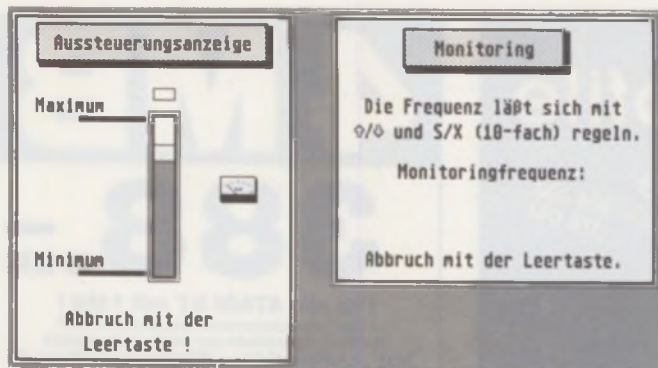 Aussteuerungsanzeige
Maximum
Minimum
Abbruch mit der
Leertaste !
Monitoring
Die Frequenz läßt sich mit
⇧/⇩ und S/X (10-fach) regeln.
Monitoringfrequenz:
Abbruch mit der Leertaste.